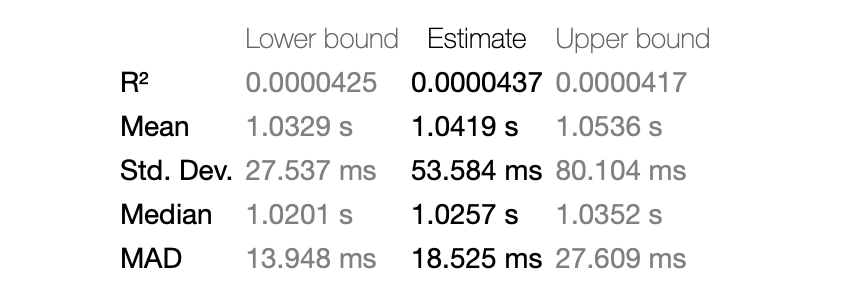 Lower bound Estimate Upper bound
R² 0.0000425 0.0000437 0.0000417
Mean 1.0329 s 1.0419 s 1.0536 s
Std. Dev. 27.537 ms 53.584 ms 80.104 ms
Median 1.0201 s 1.0257 s 1.0352 s
MAD 13.948 ms 18.525 ms 27.609 ms